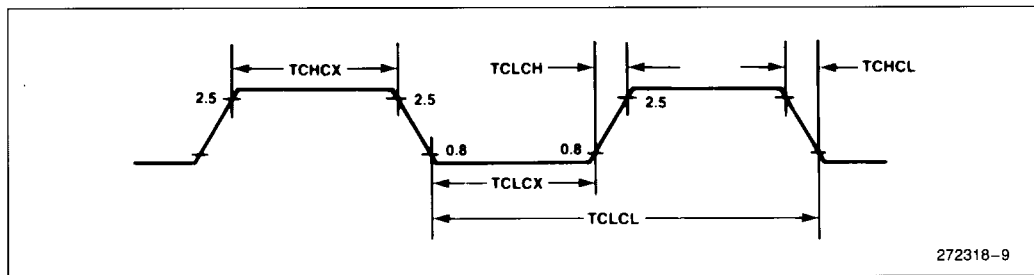 TCHCX TCLCH TCHCL
2.5 2.5 2.5
0.8 0.8
TCLCX
TCLCL
272318-9